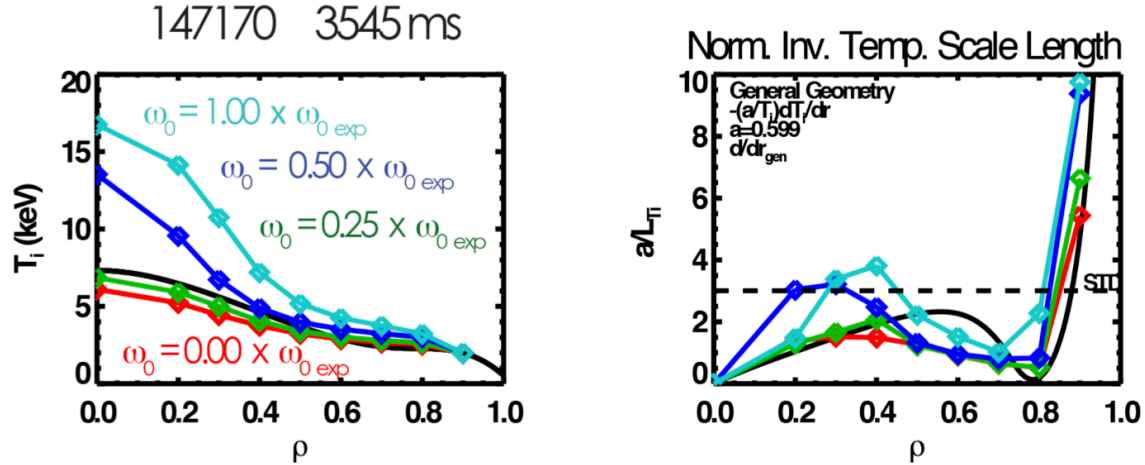 147170 3545 ms
20
15
10
5
0
T_i (keV)
ω_0 = 1.00 x ω_0 exp
ω_0 = 0.50 x ω_0 exp
ω_0 = 0.25 x ω_0 exp
ω_0 = 0.00 x ω_0 exp
0.0 0.2 0.4 0.6 0.8 1.0
ρ
Norm. Inv. Temp. Scale Length
10
8
6
4
2
0
a/L_Ti
General Geometry
-(a/T_i)dT_i/dr
a=0.599
d/dr_gen
STD
0.0 0.2 0.4 0.6 0.8 1.0
ρ